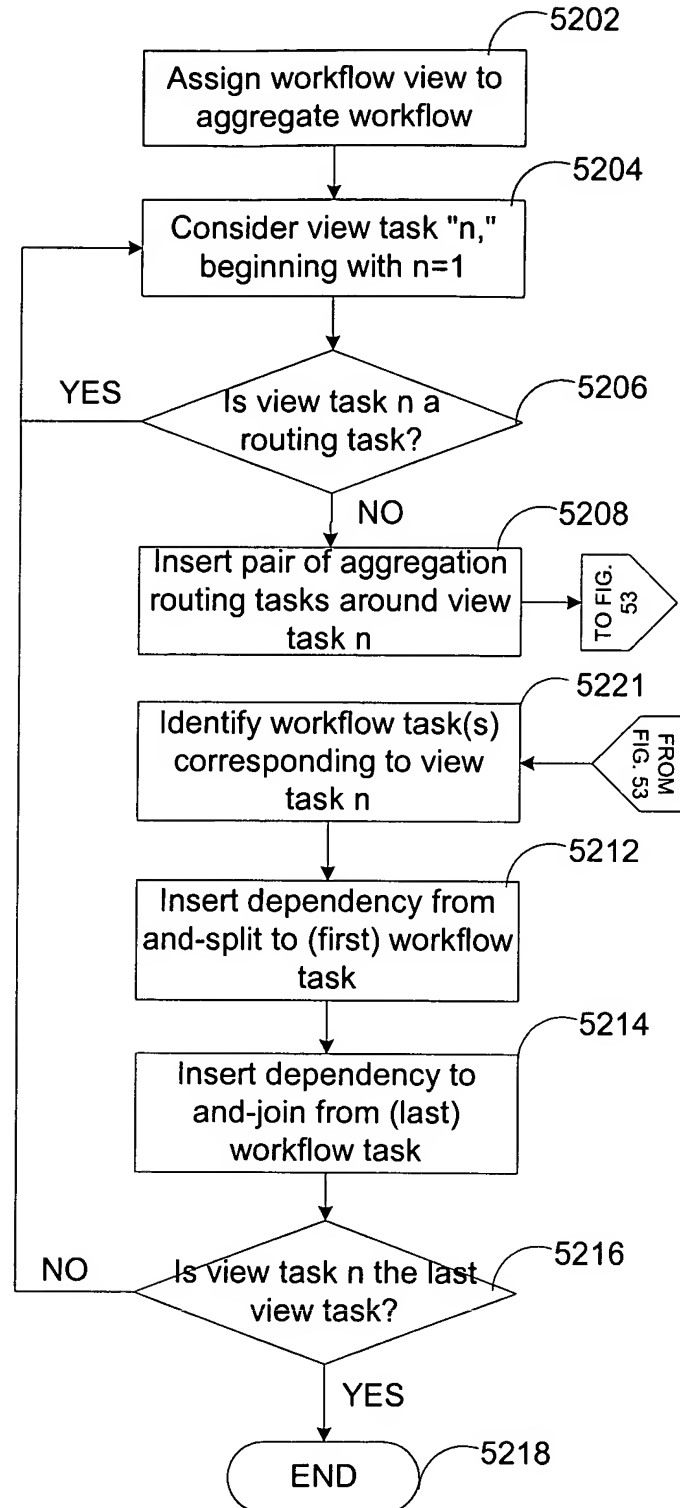 5202
Assign workflow view to
aggregate workflow
5204
Consider view task "n,"
beginning with n=1
YES
Is view task n a
routing task?
5206
NO
5208
Insert pair of aggregation
routing tasks around view
task n
TO FIG.
53
5221
Identify workflow task(s)
corresponding to view
task n
FROM
FIG. 53
5212
Insert dependency from
and-split to (first) workflow
task
5214
Insert dependency to
and-join from (last)
workflow task
NO
Is view task n the last
view task?
5216
YES
END
5218